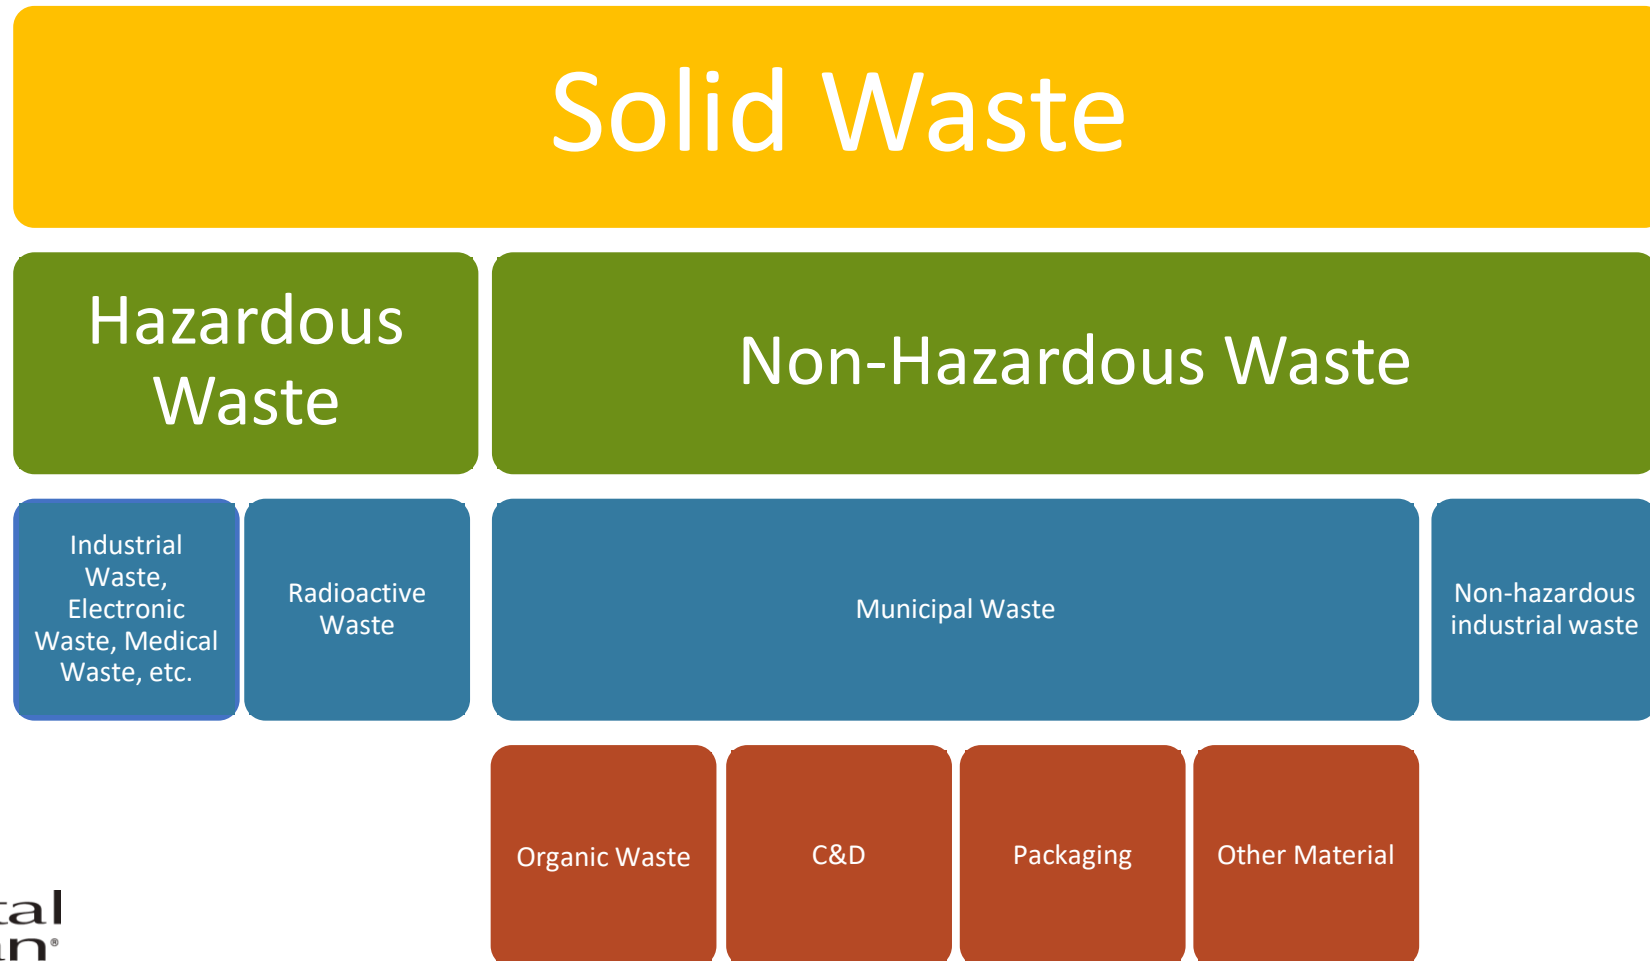 Solid Waste
Hazardous
Waste
Non-Hazardous Waste
Industrial
Waste,
Electronic
Waste, Medical
Waste, etc.
Radioactive
Waste
Municipal Waste
Non-hazardous
industrial waste
Organic Waste
C&D
Packaging
Other Material